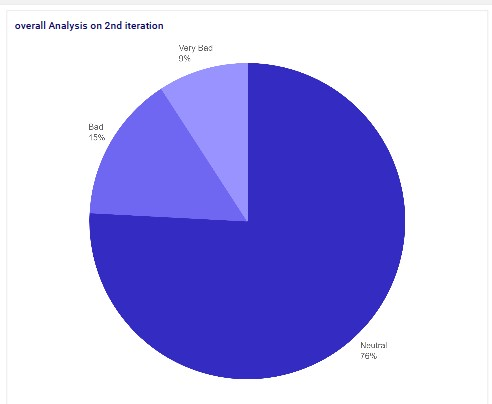 overall Analysis on 2nd iteration
Very Bad
9%
Bad
15%
Neutral
76%